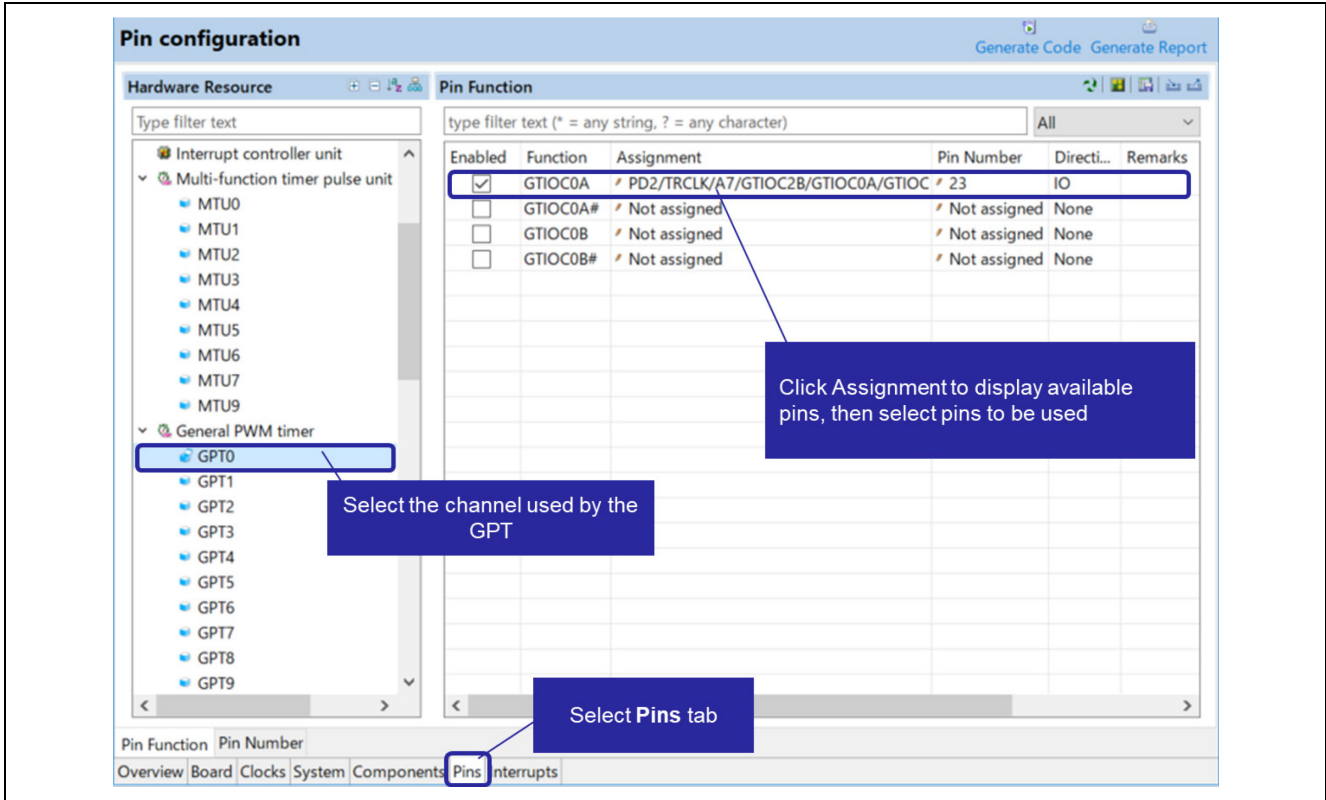 Pin configuration
Generate Code Generate Report
Hardware Resource
Pin Function
Type filter text
type filter text (* = any string, ? = any character)
All
Interrupt controller unit
Multi-function timer pulse unit
MTU0
MTU1
MTU2
MTU3
MTU4
MTU5
MTU6
MTU7
MTU9
General PWM timer
GPT0
GPT1
GPT2
GPT3
GPT4
GPT5
GPT6
GPT7
GPT8
GPT9
Enabled Function Assignment Pin Number Directi... Remarks
GTIOC0A PD2/TRCLK/A7/GTIOC2B/GTIOC0A/GTIOC 23 IO
GTIOC0A# Not assigned Not assigned None
GTIOC0B Not assigned Not assigned None
GTIOC0B# Not assigned Not assigned None
Click Assignment to display available
pins, then select pins to be used
Select the channel used by the
GPT
Select Pins tab
Pin Function Pin Number
Overview Board Clocks System Components Pins Interrupts